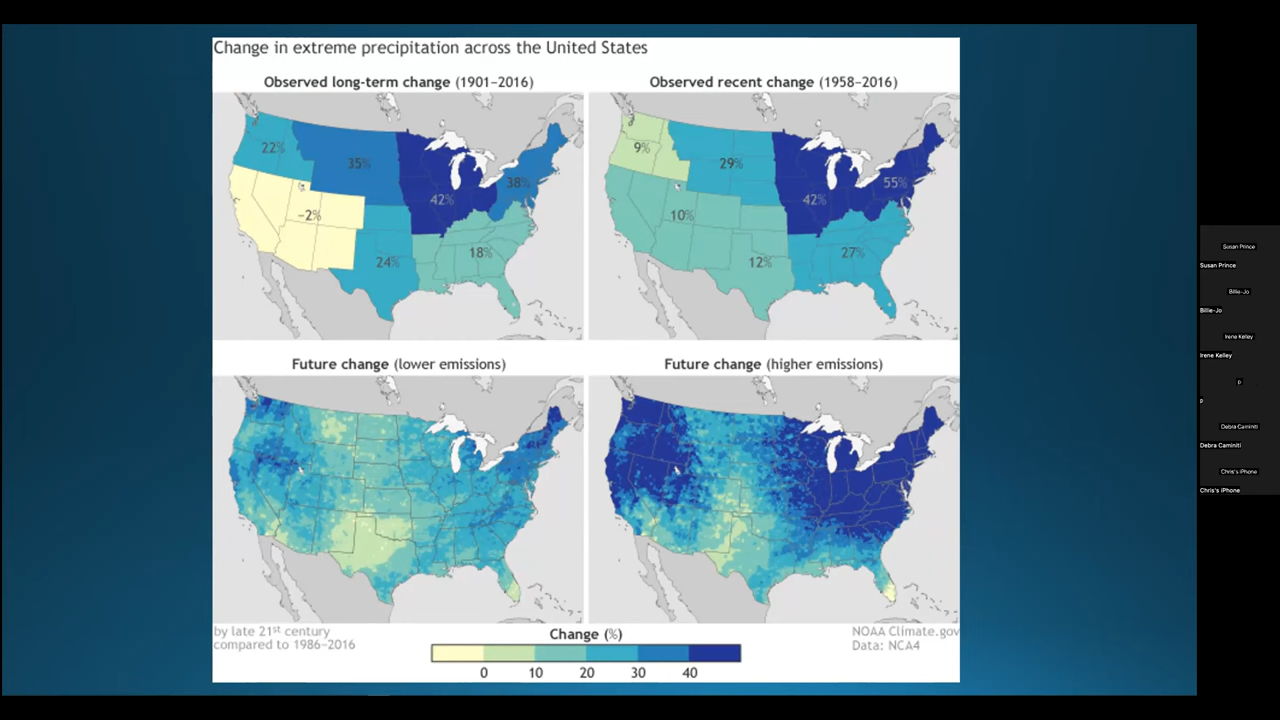 Change in extreme precipitation across the United States
Observed long-term change (1901–2016)
22%
35%
38%
42%
–2%
18%
24%
Observed recent change (1958–2016)
9%
29%
55%
42%
10%
27%
12%
Future change (lower emissions)
Future change (higher emissions)
by late 21st century
compared to 1986–2016
Change (%)
0 10 20 30 40
NOAA Climate.gov
Data: NCA4
Susan Prince
Susan Prince
Billie-Jo
Billie-Jo
Irene Kelley
Irene Kelley
p
p
Debra Caminiti
Debra Caminiti
Chris's iPhone
Chris's iPhone